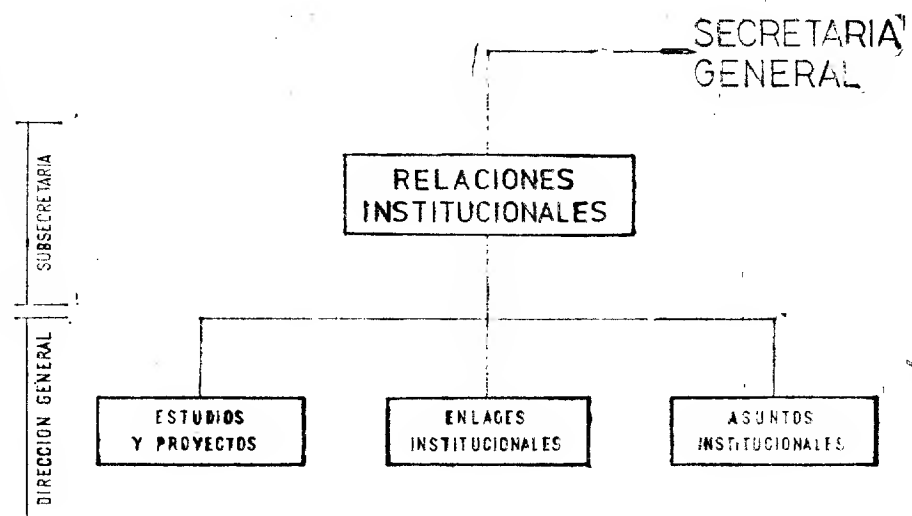 SECRETARIA
GENERAL
SUBSECRETARIA
RELACIONES
INSTITUCIONALES
DIRECCION GENERAL
ESTUDIOS
Y PROYECTOS
ENLACES
INSTITUCIONALES
ASUNTOS
INSTITUCIONALES